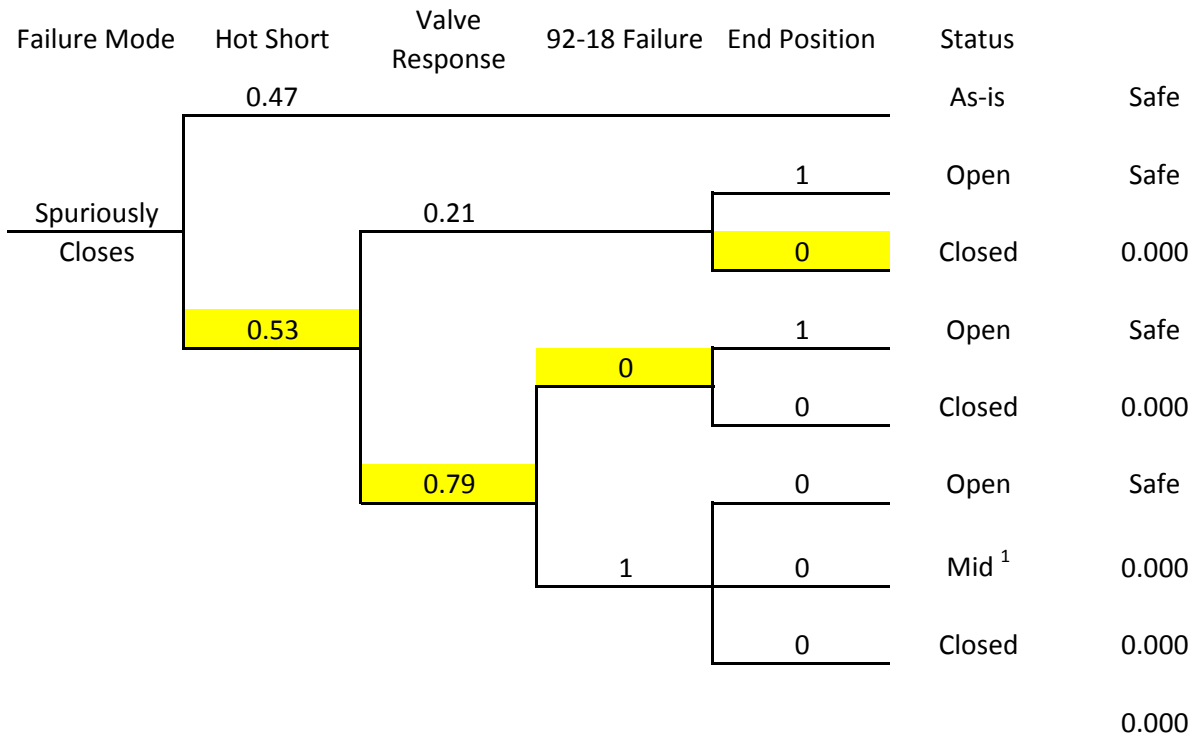 Failure Mode Hot Short Valve Response 92-18 Failure End Position Status
0.47 As-is Safe
1 Open Safe
Spuriously Closes 0.21
0 Closed 0.000
0.53 1 Open Safe
0
0 Closed 0.000
0.79 0 Open Safe
1 0 Mid 1 0.000
0 Closed 0.000
0.000